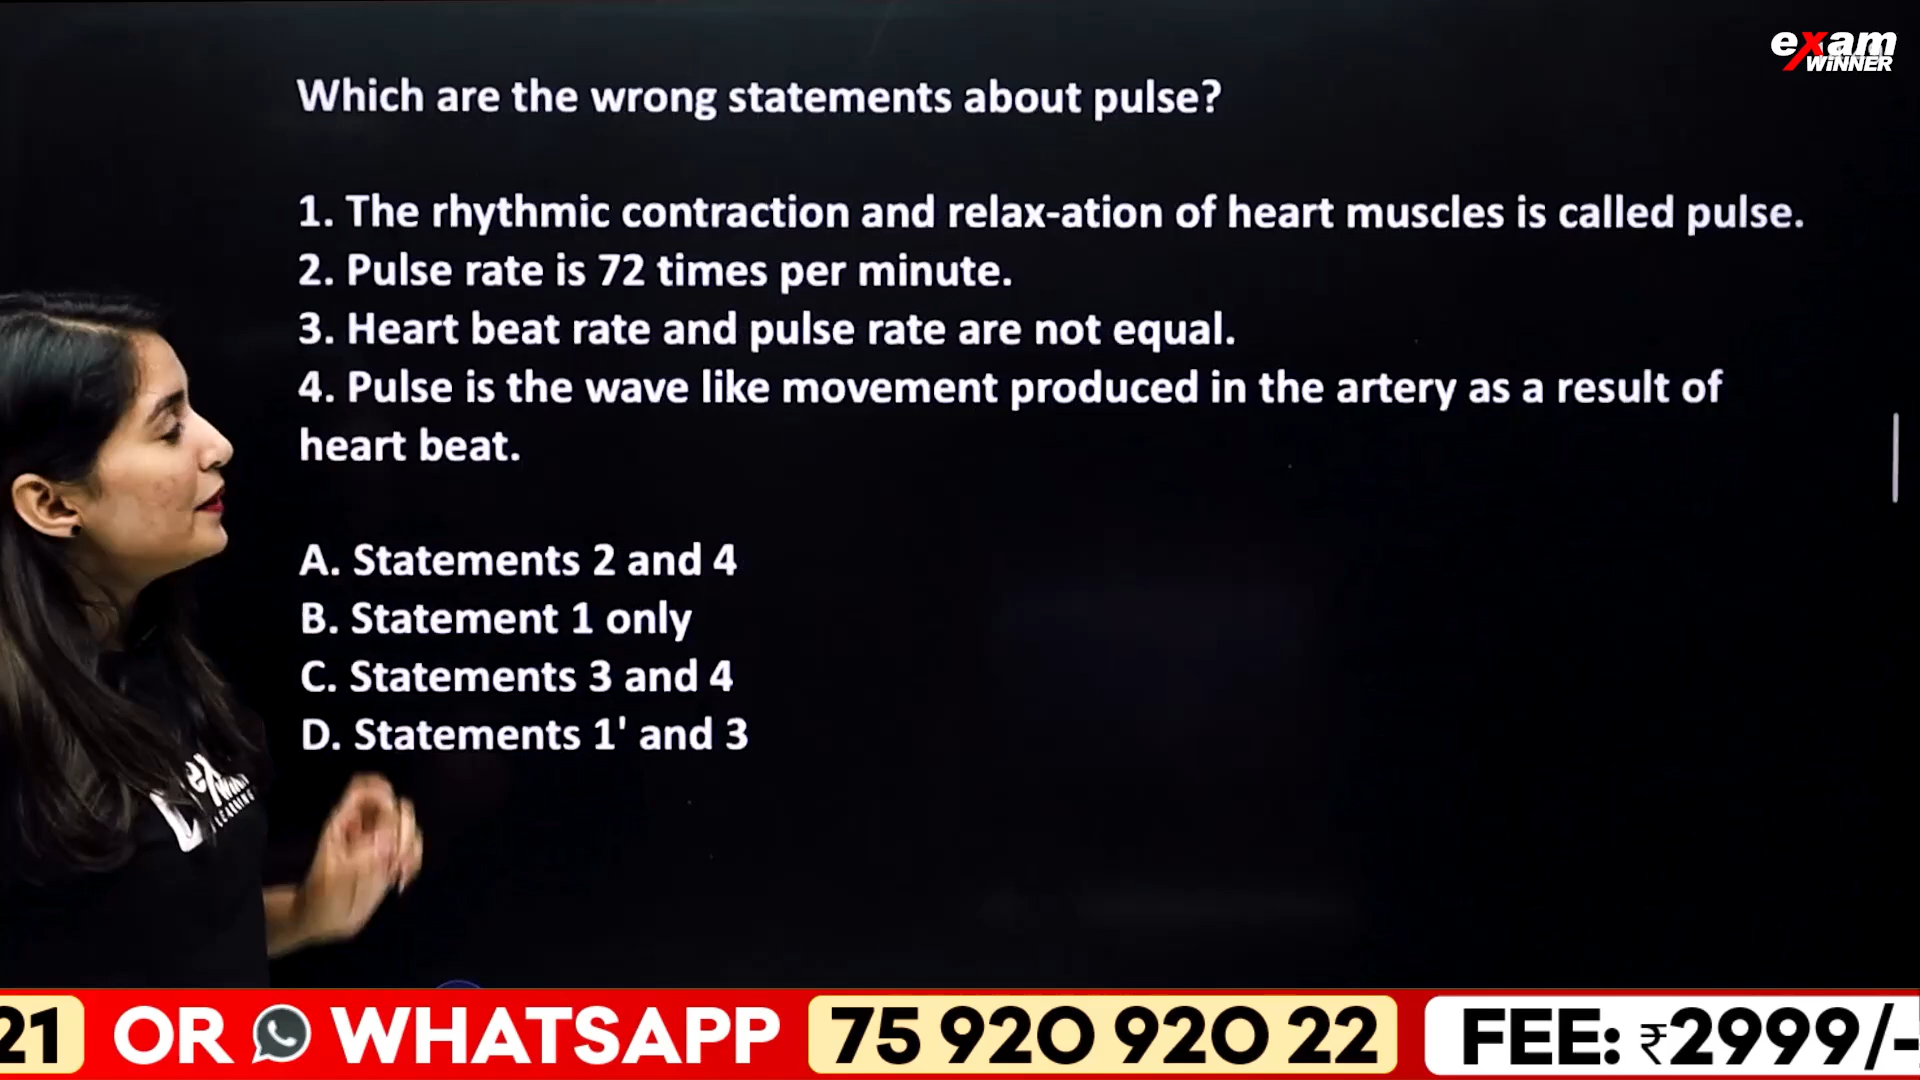 exam
WiNNER
Which are the wrong statements about pulse?
1. The rhythmic contraction and relax-ation of heart muscles is called pulse.
2. Pulse rate is 72 times per minute.
3. Heart beat rate and pulse rate are not equal.
4. Pulse is the wave like movement produced in the artery as a result of
heart beat.
A. Statements 2 and 4
B. Statement 1 only
C. Statements 3 and 4
D. Statements 1' and 3
21 OR WHATSAPP 75 920 920 22 FEE: ₹2999/-